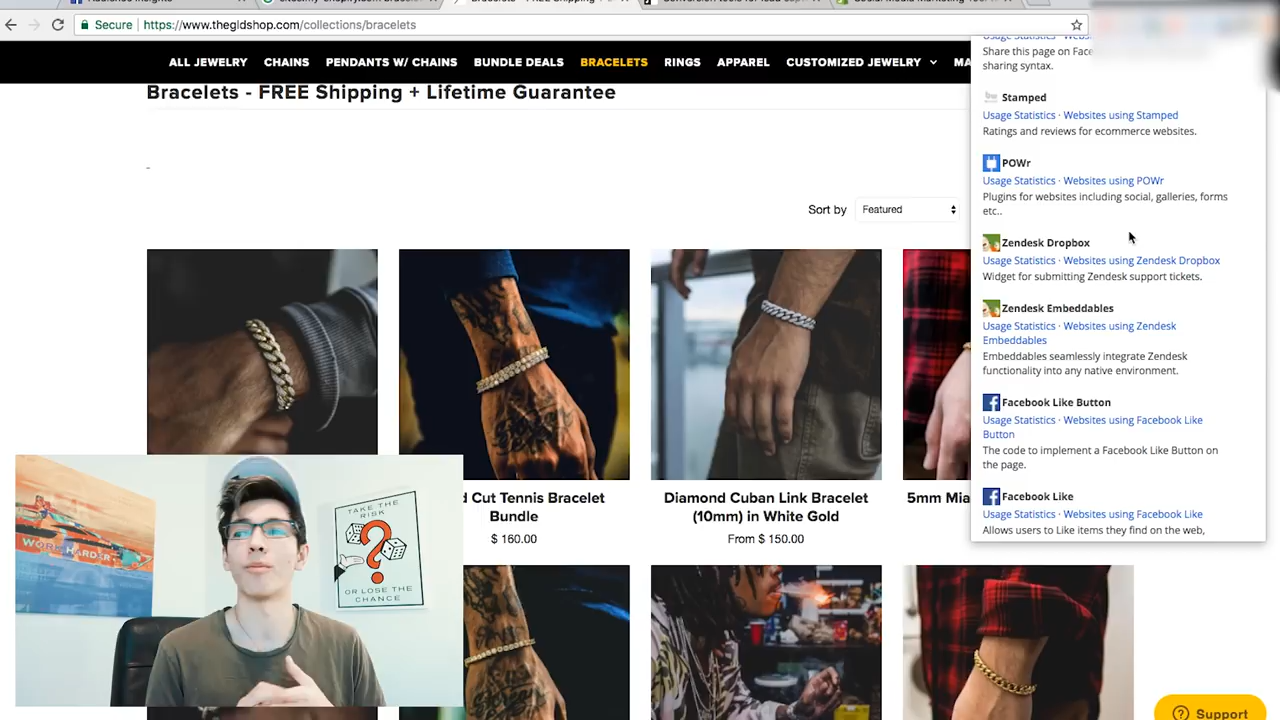 Secure
https://www.thegldshop.com/collections/bracelets
ALL JEWELRY
CHAINS
PENDANTS W/ CHAINS
BUNDLE DEALS
BRACELETS
RINGS
APPAREL
CUSTOMIZED JEWELRY
Bracelets - FREE Shipping + Lifetime Guarantee
-
Sort by
Featured
d Cut Tennis Bracelet
Bundle
$ 160.00
Diamond Cuban Link Bracelet
(10mm) in White Gold
From $ 150.00
5mm Mia
Share this page on Face
sharing syntax.
Stamped
Usage Statistics · Websites using Stamped
Ratings and reviews for ecommerce websites.
POWr
Usage Statistics · Websites using POWr
Plugins for websites including social, galleries, forms
etc..
Zendesk Dropbox
Usage Statistics · Websites using Zendesk Dropbox
Widget for submitting Zendesk support tickets.
Zendesk Embeddables
Usage Statistics · Websites using Zendesk
Embeddables
Embeddables seamlessly integrate Zendesk
functionality into any native environment.
Facebook Like Button
Usage Statistics · Websites using Facebook Like
Button
The code to implement a Facebook Like Button on
the page.
Facebook Like
Usage Statistics · Websites using Facebook Like
Allows users to Like items they find on the web,
WORK HARDER
TAKE THE
RISK
?
OR LOSE THE
CHANCE
Support